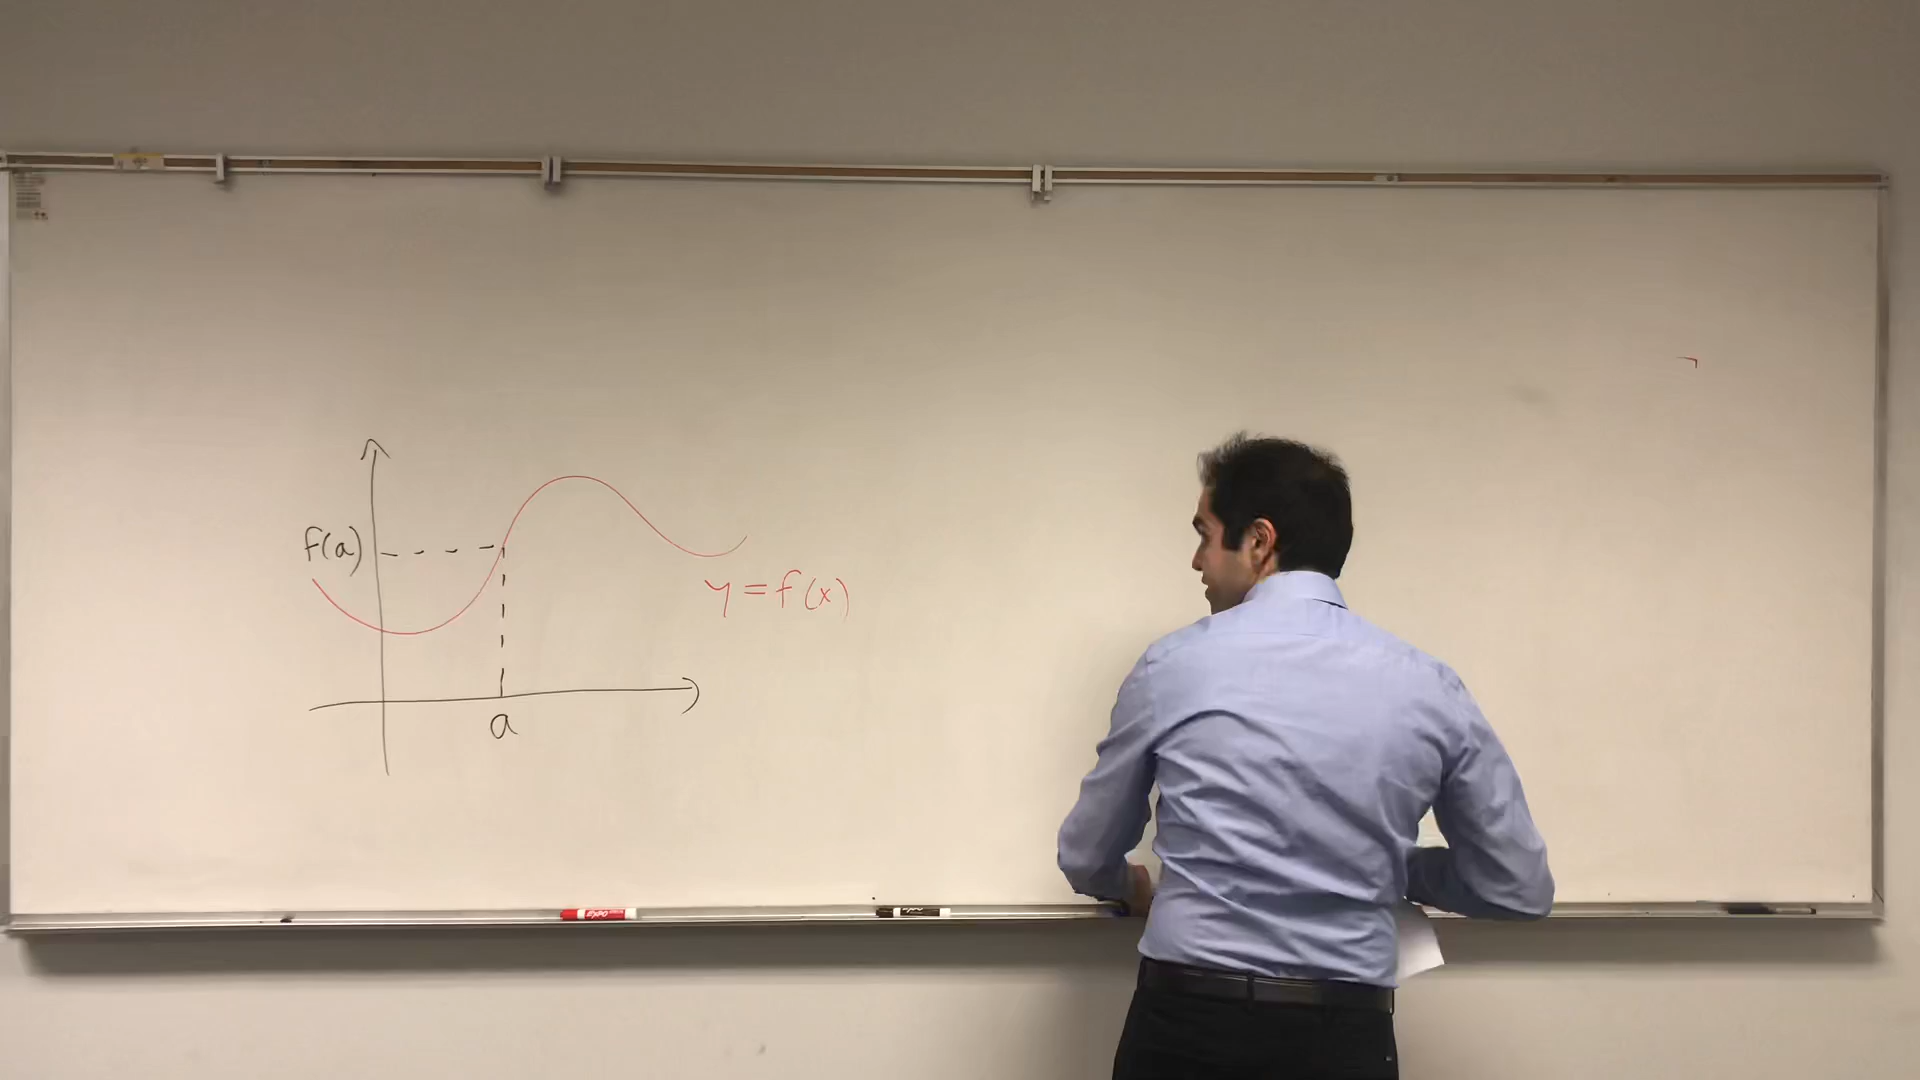 f(a)
y = f(x)
a